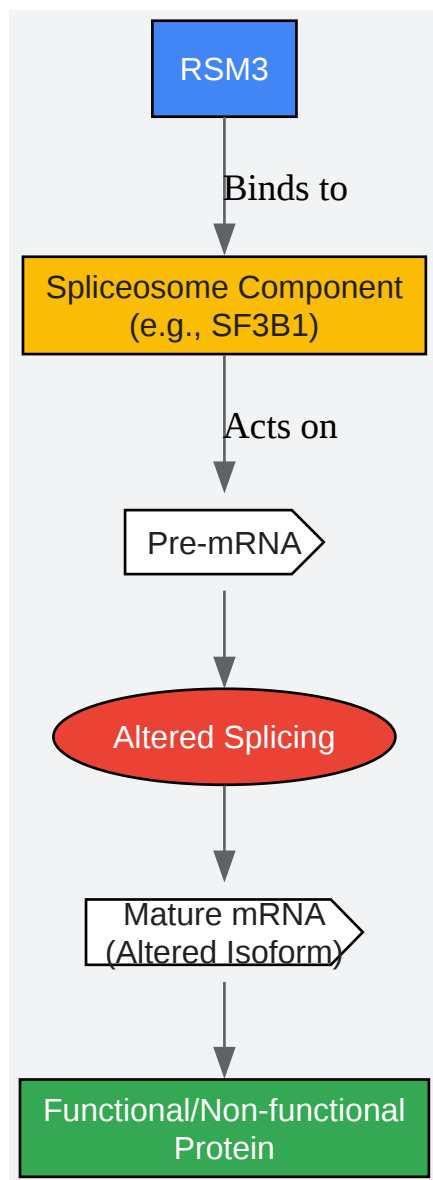 RSM3
Binds to
Spliceosome Component
(e.g., SF3B1)
Acts on
Pre-mRNA
Altered Splicing
Mature mRNA
(Altered Isoform)
Functional/Non-functional
Protein